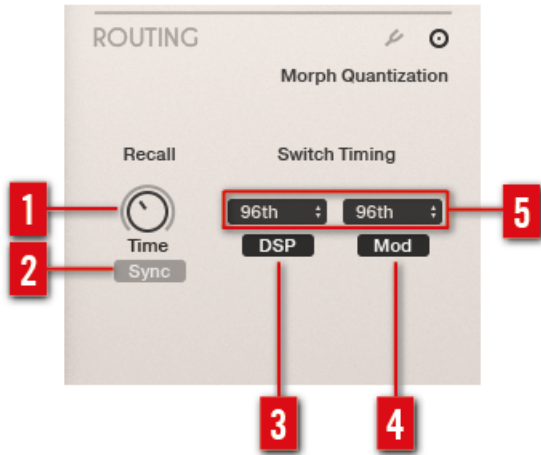 ROUTING
Morph Quantization
Recall Switch Timing
1 96th 96th 5
Time DSP Mod
2 Sync
3 4